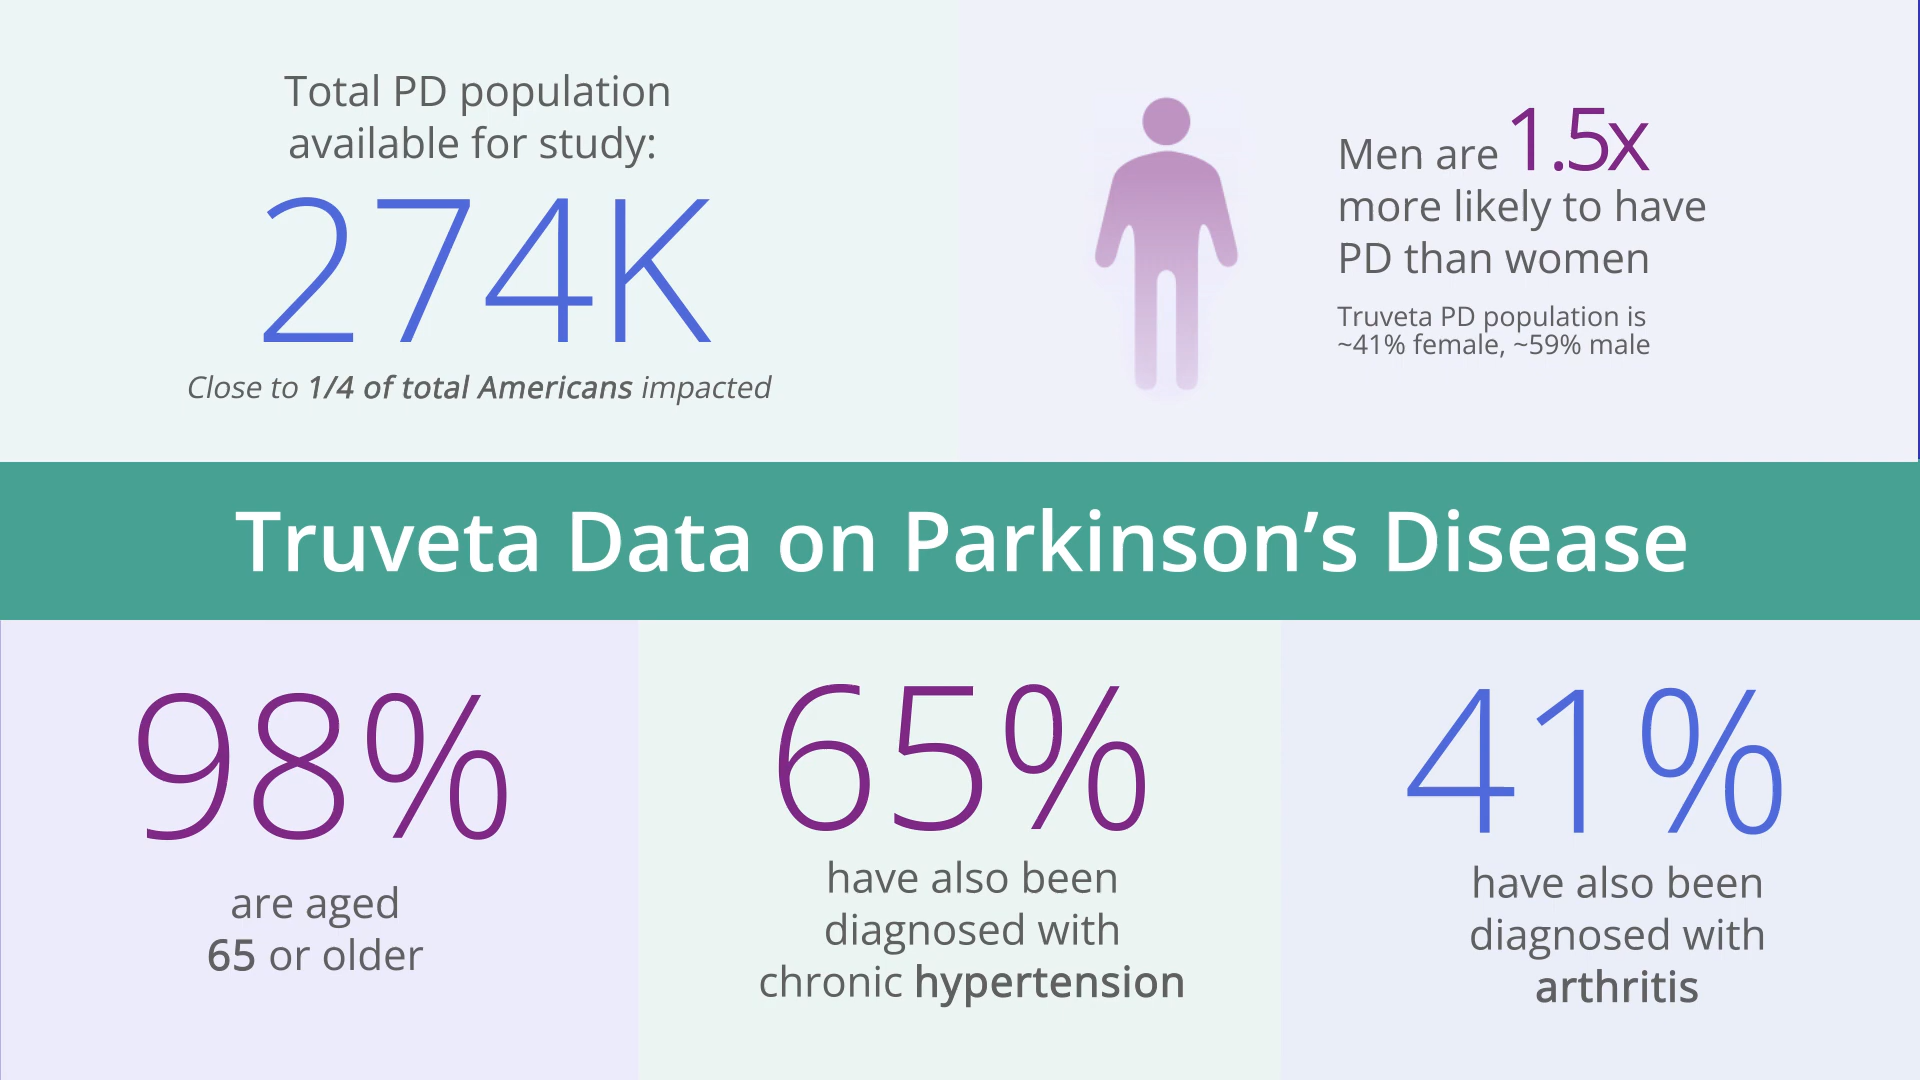 Total PD population
available for study:
274K
Close to 1/4 of total Americans impacted
Men are 1.5x
more likely to have
PD than women
Truveta PD population is
~41% female, ~59% male
Truveta Data on Parkinson’s Disease
98%
are aged
65 or older
65%
have also been
diagnosed with
chronic hypertension
41%
have also been
diagnosed with
arthritis